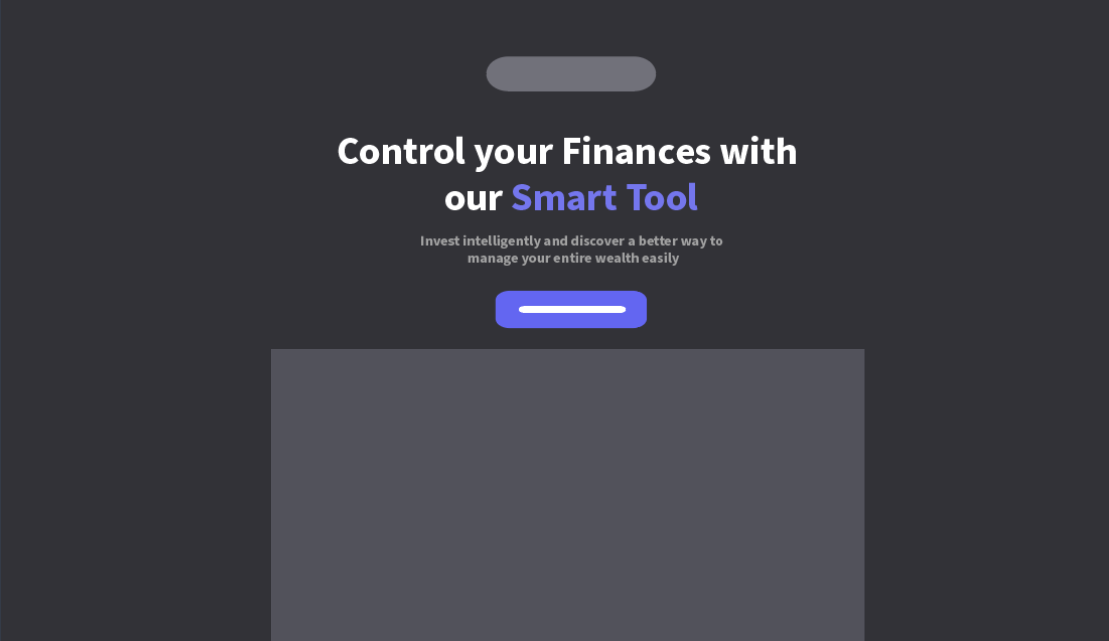 Control your Finances with
our Smart Tool
Invest intelligently and discover a better way to
manage your entire wealth easily